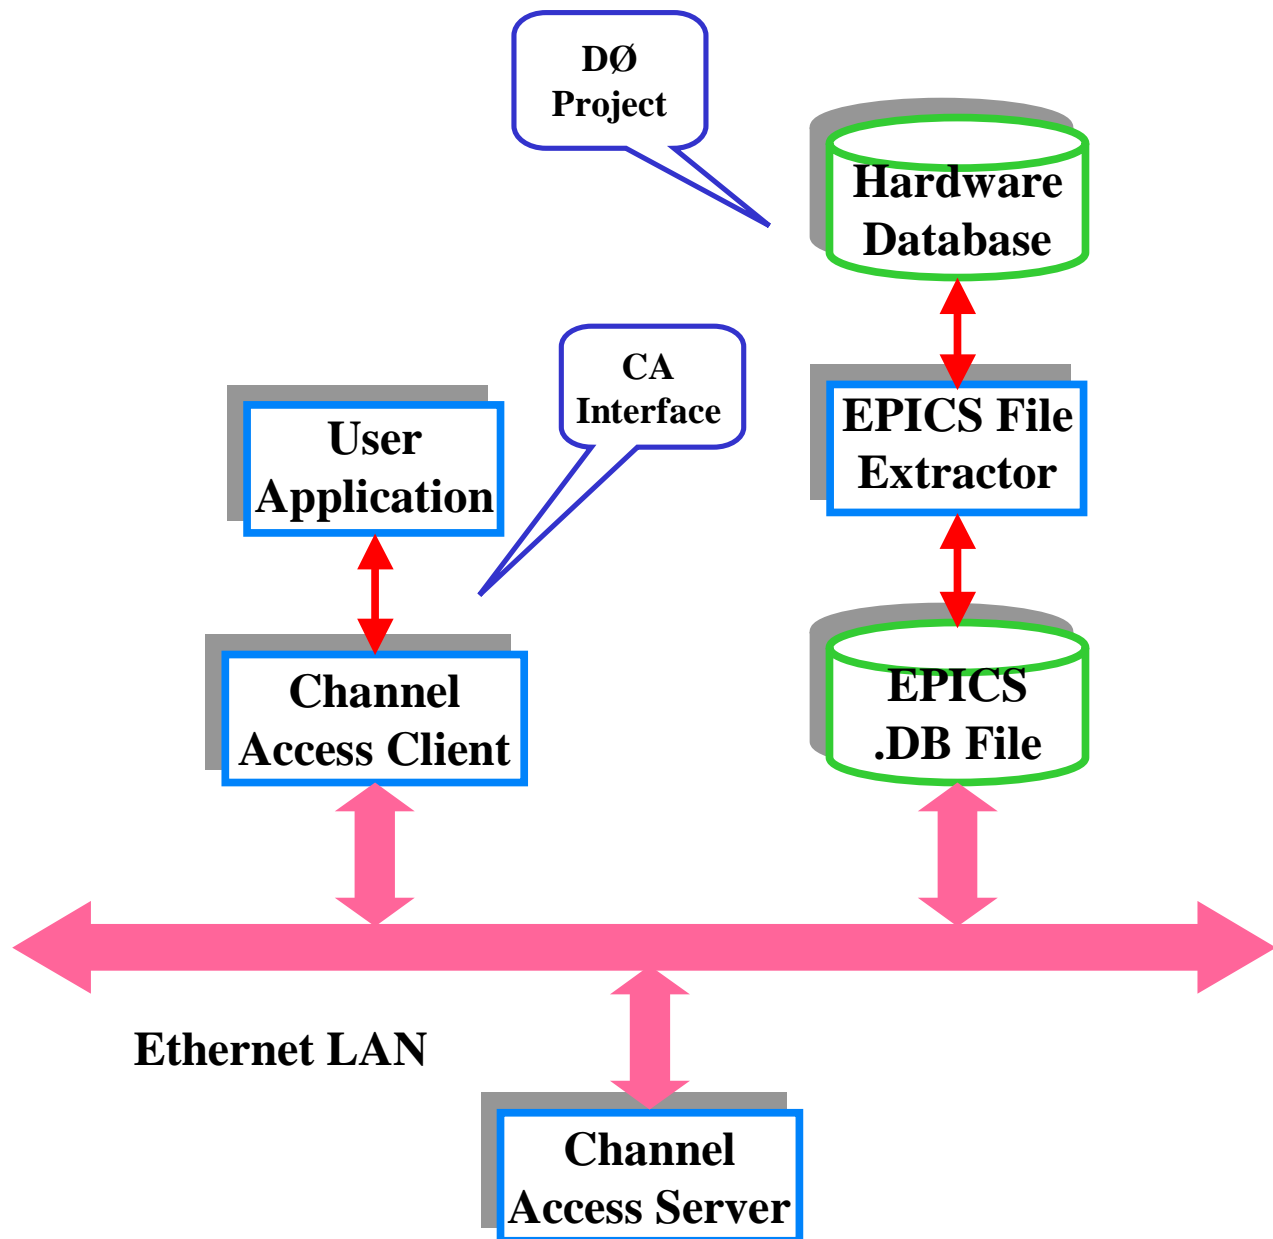 DØ
Project
Hardware
Database
CA
Interface
User
Application
EPICS File
Extractor
Channel
Access Client
EPICS
.DB File
Ethernet LAN
Channel
Access Server